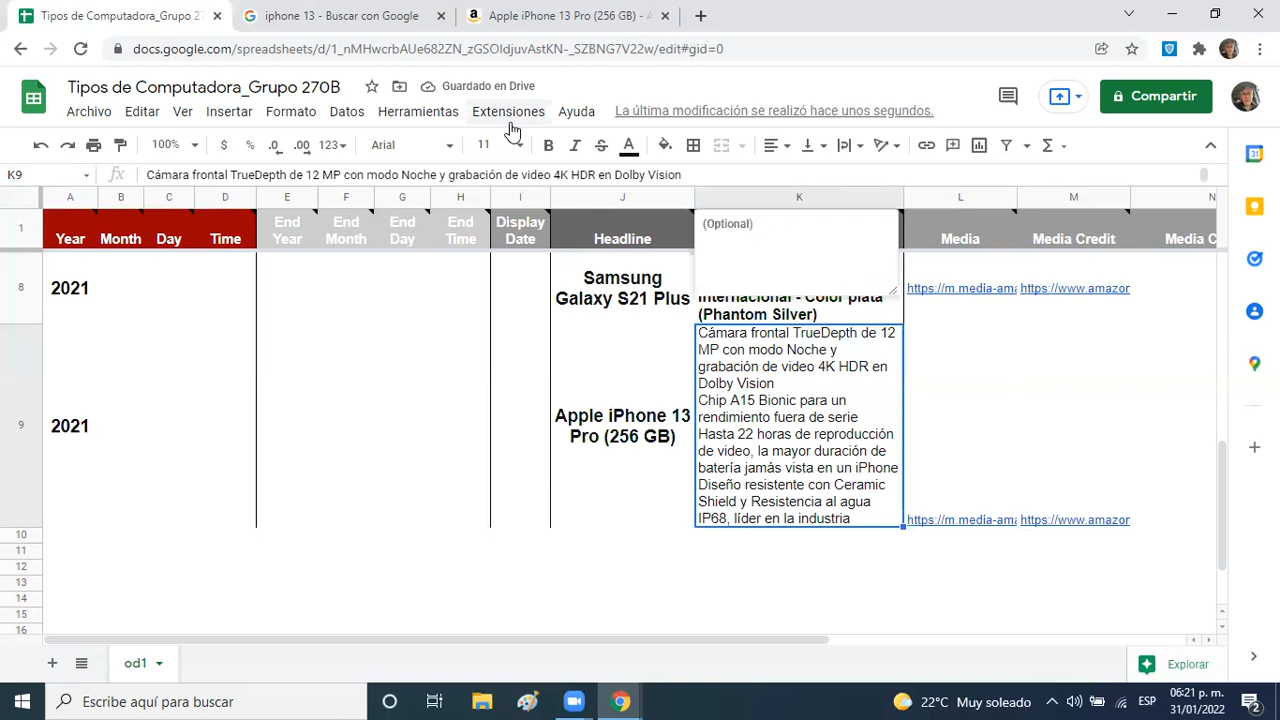 Tipos de Computadora_Grupo 27
iphone 13 - Buscar con Google
Apple iPhone 13 Pro (256 GB) - A
docs.google.com/spreadsheets/d/1_nMHwcrbAUe682ZN_zGSOIdjuvAstKN-_SZBNG7V22w/edit#gid=0
Tipos de Computadora_Grupo 270B
Guardado en Drive
Archivo Editar Ver Insertar Formato Datos Herramientas Extensiones Ayuda La última modificación se realizó hace unos segundos.
Compartir
100% $ % .0 .00 123 Arial 11 B I S A
K9 fx Cámara frontal TrueDepth de 12 MP con modo Noche y grabación de video 4K HDR en Dolby Vision
A B C D E F G H I J K L M N
1 Year Month Day Time End Year End Month End Day End Time Display Date Headline (Optional) Media Media Credit Media C
8 2021 Samsung
Galaxy S21 Plus
Internacional - Color plata
(Phantom Silver)
https://m.media-ama https://www.amazon
9 2021 Apple iPhone 13
Pro (256 GB)
Cámara frontal TrueDepth de 12
MP con modo Noche y
grabación de video 4K HDR en
Dolby Vision
Chip A15 Bionic para un
rendimiento fuera de serie
Hasta 22 horas de reproducción
de video, la mayor duración de
batería jamás vista en un iPhone
Diseño resistente con Ceramic
Shield y Resistencia al agua
IP68, líder en la industria
https://m.media-ama https://www.amazon
10
11
12
13
14
15
16
od1
Explorar
Escribe aquí para buscar
22°C Muy soleado
ESP
06:21 p. m.
31/01/2022
2